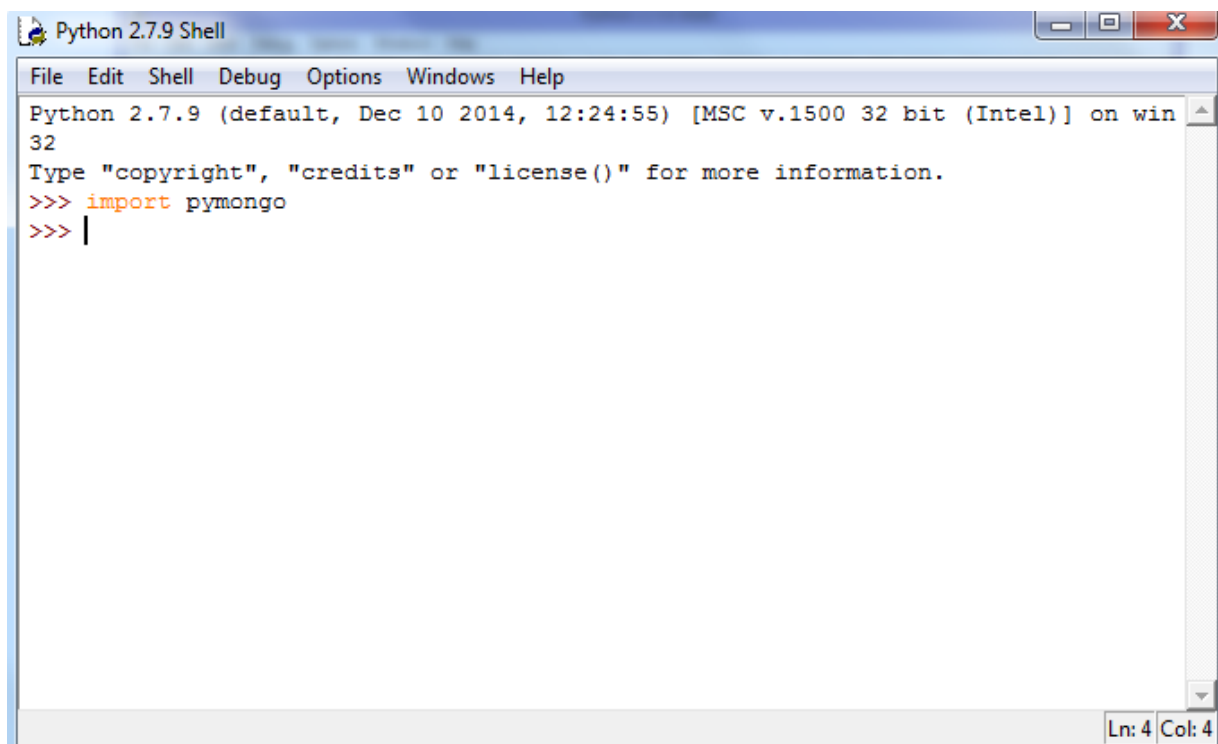 Python 2.7.9 Shell
File Edit Shell Debug Options Windows Help
Python 2.7.9 (default, Dec 10 2014, 12:24:55) [MSC v.1500 32 bit (Intel)] on win
32
Type "copyright", "credits" or "license()" for more information.
>>> import pymongo
>>>
Ln: 4 Col: 4